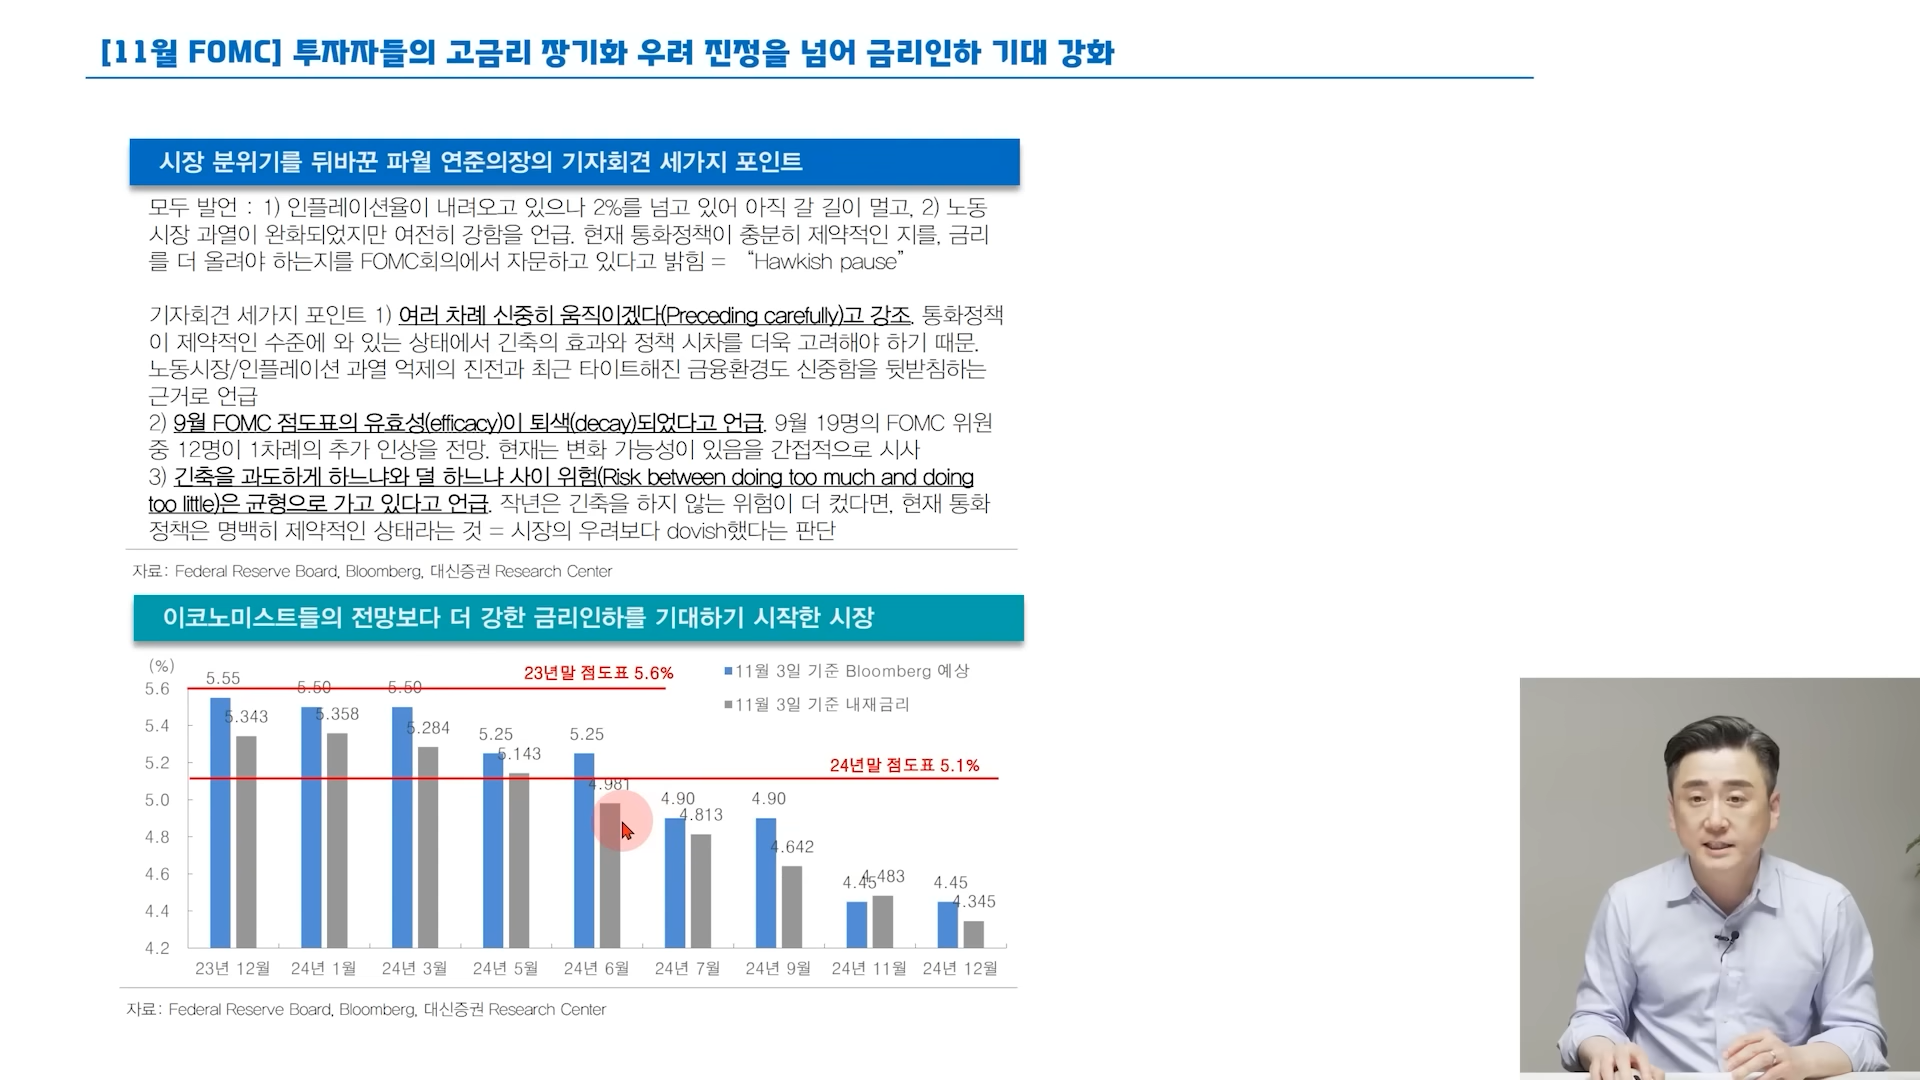 [11월 FOMC] 투자자들의 고금리 장기화 우려 진정을 넘어 금리인하 기대 강화
시장 분위기를 뒤바꾼 파월 연준의장의 기자회견 세가지 포인트
모두 발언 : 1) 인플레이션율이 내려오고 있으나 2%를 넘고 있어 아직 갈 길이 멀고, 2) 노동
시장 과열이 완화되었지만 여전히 강함을 언급. 현재 통화정책이 충분히 제약적인 지를, 금리
를 더 올려야 하는지를 FOMC회의에서 자문하고 있다고 밝힘 = “Hawkish pause”
기자회견 세가지 포인트 1) 여러 차례 신중히 움직이겠다(Preceding carefully)고 강조. 통화정책
이 제약적인 수준에 와 있는 상태에서 긴축의 효과와 정책 시차를 더욱 고려해야 하기 때문.
노동시장/인플레이션 과열 억제의 진전과 최근 타이트해진 금융환경도 신중함을 뒷받침하는
근거로 언급
2) 9월 FOMC 점도표의 유효성(efficacy)이 퇴색(decay)되었다고 언급. 9월 19명의 FOMC 위원
중 12명이 1차례의 추가 인상을 전망. 현재는 변화 가능성이 있음을 간접적으로 시사
3) 긴축을 과도하게 하느냐와 덜 하느냐 사이 위험(Risk between doing too much and doing
too little)은 균형으로 가고 있다고 언급. 작년은 긴축을 하지 않는 위험이 더 컸다면, 현재 통화
정책은 명백히 제약적인 상태라는 것 = 시장의 우려보다 dovish했다는 판단
자료: Federal Reserve Board, Bloomberg, 대신증권 Research Center
이코노미스트들의 전망보다 더 강한 금리인하를 기대하기 시작한 시장
(%)
23년말 점도표 5.6%
■11월 3일 기준 Bloomberg 예상
■11월 3일 기준 내재금리
24년말 점도표 5.1%
5.6
5.4
5.2
5.0
4.8
4.6
4.4
4.2
5.55
5.343
5.50
5.358
5.50
5.284
5.25
5.143
5.25
4.981
4.90
4.813
4.90
4.642
4.45
4.483
4.45
4.345
23년 12월 24년 1월 24년 3월 24년 5월 24년 6월 24년 7월 24년 9월 24년 11월 24년 12월
자료: Federal Reserve Board, Bloomberg, 대신증권 Research Center